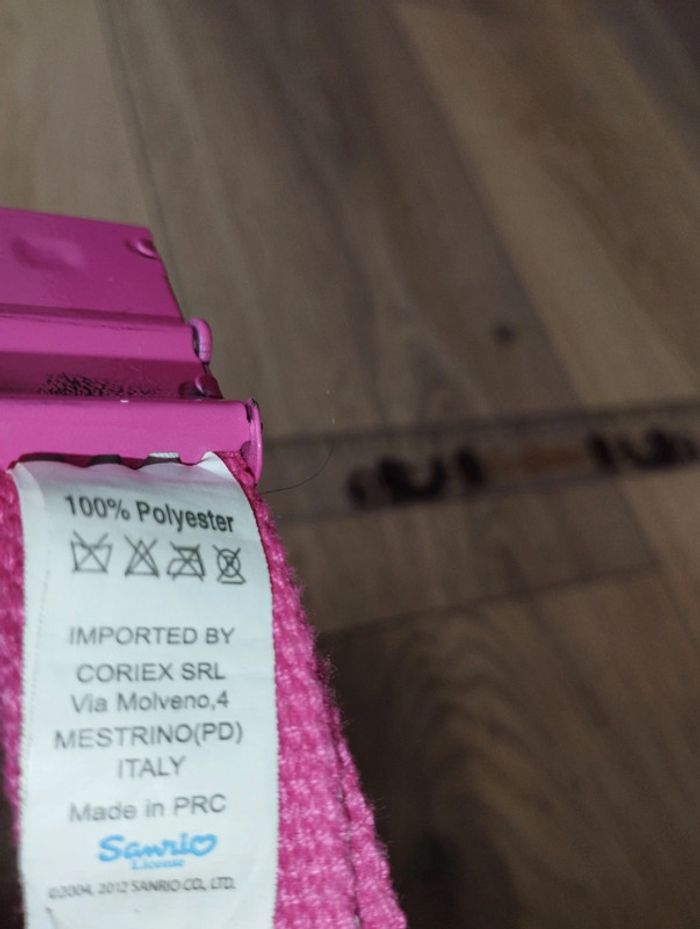 100% Polyester
IMPORTED BY
CORIEX SRL
Via Molveno,4
MESTRINO(PD)
ITALY
Made in PRC
Sanrio
License
©2004, 2012 SANRIO CO., LTD.